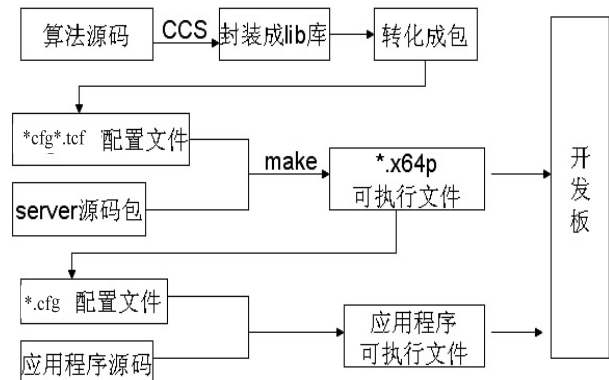 算法源码
CCS
封装成lib库
转化成包
*cfg*.tcf 配置文件
make
*.x64p
可执行文件
server源码包
开
发
板
*.cfg 配置文件
应用程序
可执行文件
应用程序源码